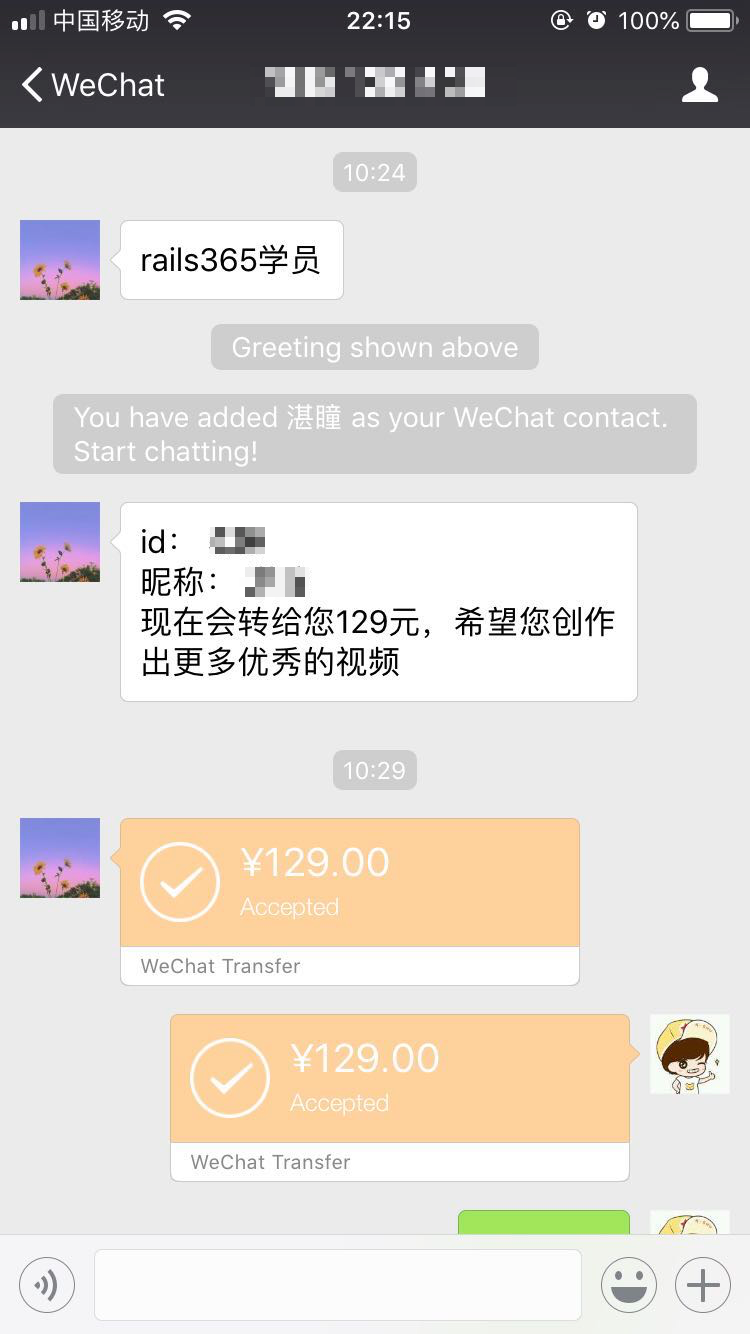 中国移动
22:15
100%
WeChat
10:24
rails365学员
Greeting shown above
You have added 湛瞳 as your WeChat contact.
Start chatting!
id：
昵称：
现在会转给您129元，希望您创作
出更多优秀的视频
10:29
¥129.00
Accepted
WeChat Transfer
¥129.00
Accepted
WeChat Transfer